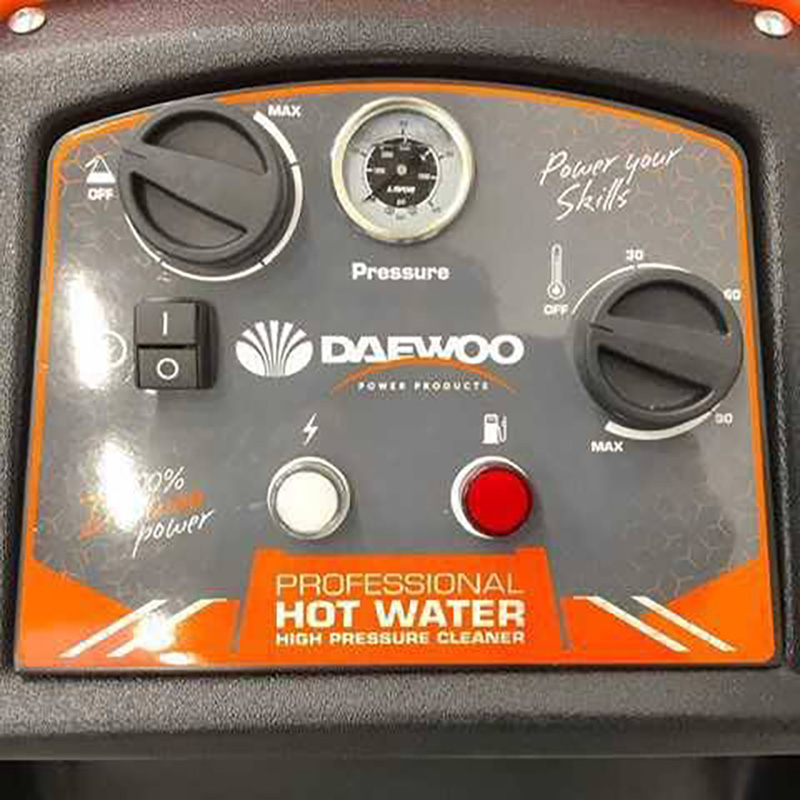 MAX
OFF
Power your
Skills
Pressure
30
OFF
60
I
O
DAEWOO
POWER PRODUCTS
90
MAX
power
PROFESSIONAL
HOT WATER
HIGH PRESSURE CLEANER